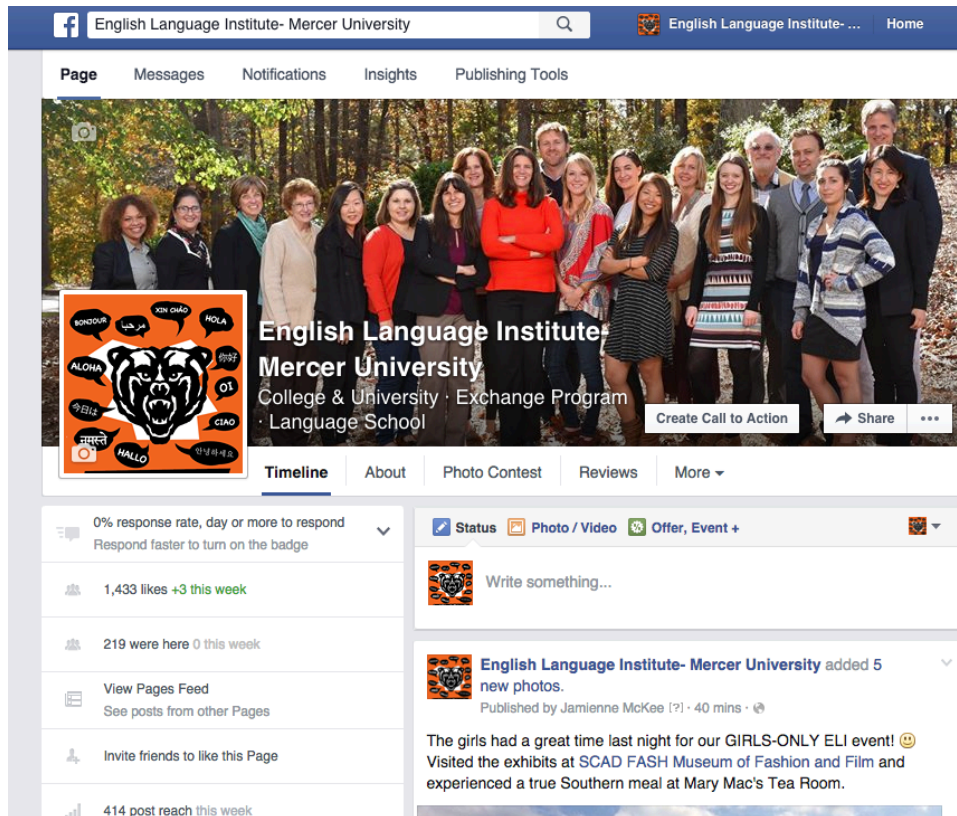 English Language Institute- Mercer University
English Language Institute- ... Home
Page Messages Notifications Insights Publishing Tools
BONJOUR
مرحبا
XIN CHÀO
HOLA
ALOHA
你好
OI
今日は
CIAO
नमस्ते
HALLO
안녕하세요
English Language Institute-
Mercer University
College & University · Exchange Program
· Language School
Create Call to Action Share
Timeline About Photo Contest Reviews More
0% response rate, day or more to respond
Respond faster to turn on the badge
1,433 likes +3 this week
219 were here 0 this week
View Pages Feed
See posts from other Pages
Invite friends to like this Page
414 post reach this week
Status Photo / Video Offer, Event +
Write something...
English Language Institute- Mercer University added 5
new photos.
Published by Jamienne McKee [?] · 40 mins ·
The girls had a great time last night for our GIRLS-ONLY ELI event! 🙂
Visited the exhibits at SCAD FASH Museum of Fashion and Film and
experienced a true Southern meal at Mary Mac's Tea Room.